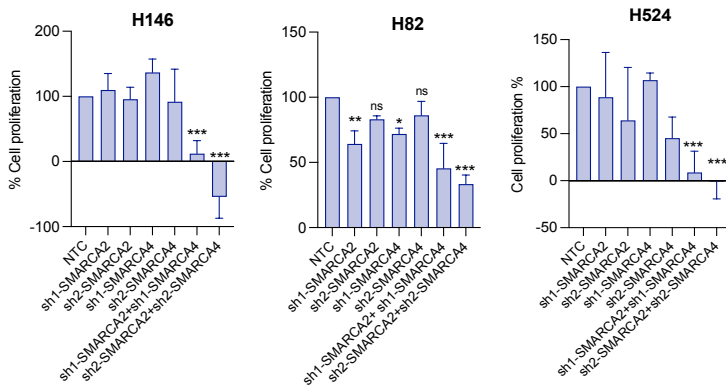 H146
% Cell proliferation
200
100
0
-100
***
***
NTC
sh1-SMARCA2
sh2-SMARCA2
sh1-SMARCA4
sh2-SMARCA4
sh1-SMARCA2+sh1-SMARCA4
sh2-SMARCA2+sh2-SMARCA4
H82
% Cell proliferation
150
100
50
0
**
ns
*
ns
***
***
NTC
sh1-SMARCA2
sh2-SMARCA2
sh1-SMARCA4
sh2-SMARCA4
sh1-SMARCA2+ sh1-SMARCA4
sh2-SMARCA2+sh2-SMARCA4
H524
Cell proliferation %
150
100
50
0
-50
***
***
NTC
sh1-SMARCA2
sh2-SMARCA2
sh1-SMARCA4
sh2-SMARCA4
sh1-SMARCA2+sh1-SMARCA4
sh2-SMARCA2+sh2-SMARCA4